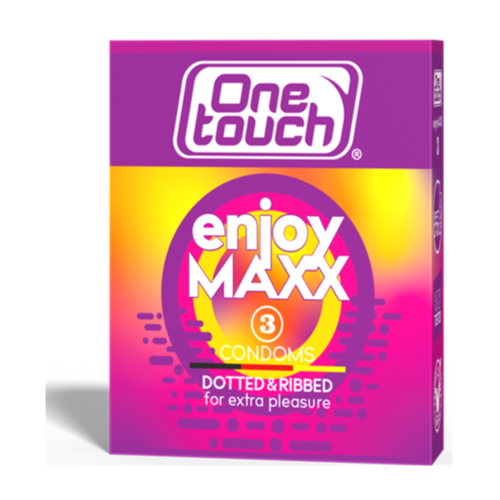 One
touch®
enjoy
MAXX
3
CONDOMS
DOTTED&RIBBED
for extra pleasure